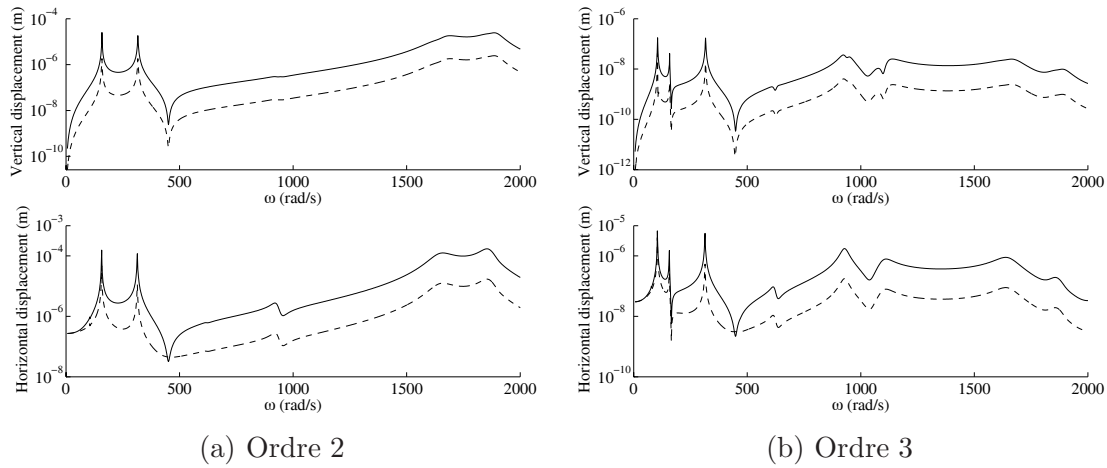 Vertical displacement (m)
10⁻⁴
10⁻⁶
10⁻⁸
10⁻¹⁰
0 500 1000 1500 2000
ω (rad/s)
Horizontal displacement (m)
10⁻³
10⁻⁴
10⁻⁶
10⁻⁸
0 500 1000 1500 2000
ω (rad/s)
(a) Ordre 2
Vertical displacement (m)
10⁻⁶
10⁻⁸
10⁻¹⁰
10⁻¹²
0 500 1000 1500 2000
ω (rad/s)
Horizontal displacement (m)
10⁻⁵
10⁻⁶
10⁻⁸
10⁻¹⁰
0 500 1000 1500 2000
ω (rad/s)
(b) Ordre 3